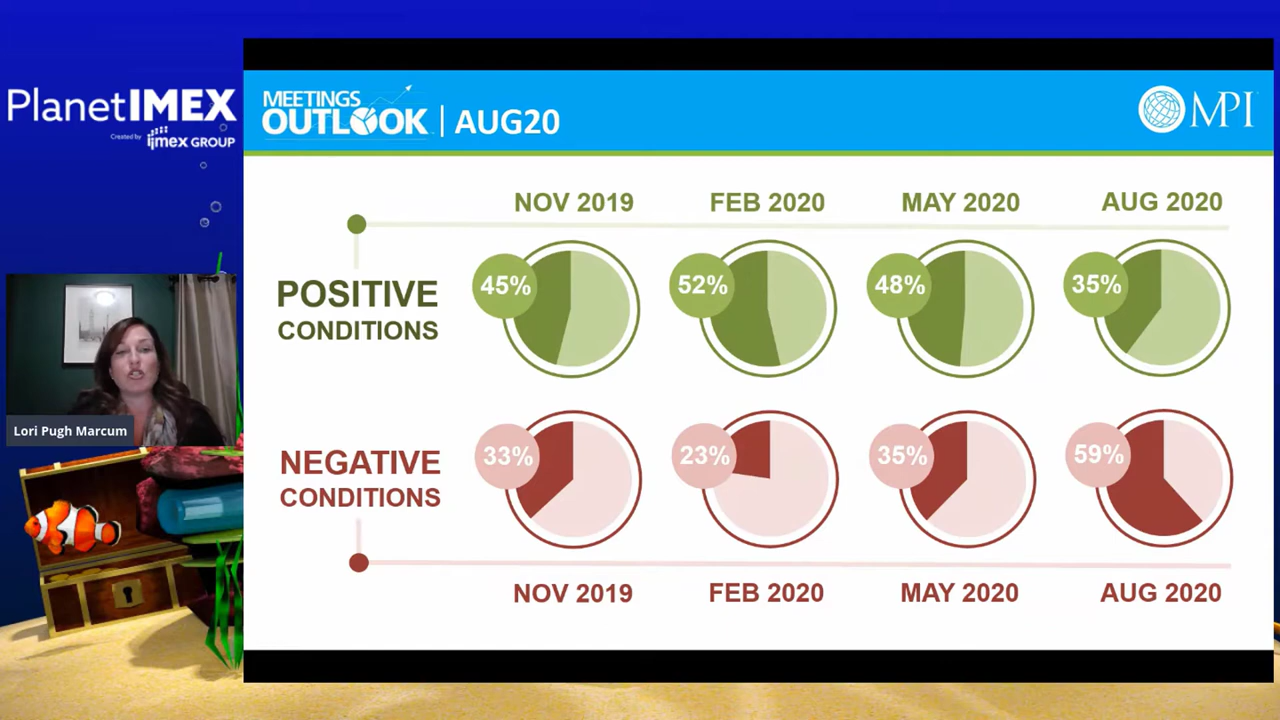 PlanetIMEX
Created by imex GROUP
MEETINGS
OUTLOOK | AUG20
MPI
NOV 2019 FEB 2020 MAY 2020 AUG 2020
POSITIVE
CONDITIONS
45% 52% 48% 35%
Lori Pugh Marcum
NEGATIVE
CONDITIONS
33% 23% 35% 59%
NOV 2019 FEB 2020 MAY 2020 AUG 2020